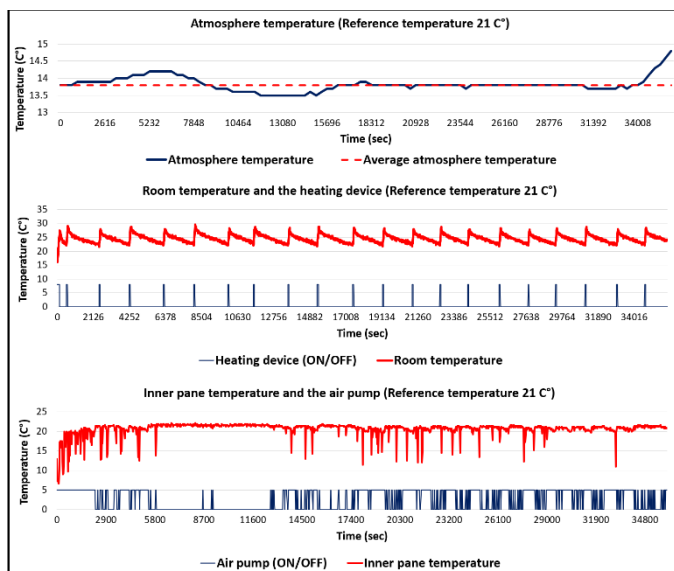 Atmosphere temperature (Reference temperature 21 C°)
Temperature (C°)
15
14.5
14
13.5
13
0 2616 5232 7848 10464 13080 15696 18312 20928 23544 26160 28776 31392 34008
Time (sec)
Atmosphere temperature Average atmosphere temperature
Room temperature and the heating device (Reference temperature 21 C°)
Temperature (C°)
35
30
25
20
15
10
5
0
0 2126 4252 6378 8504 10630 12756 14882 17008 19134 21260 23386 25512 27638 29764 31890 34016
Time (sec)
Heating device (ON/OFF) Room temperature
Inner pane temperature and the air pump (Reference temperature 21 C°)
Temperature (C°)
25
20
15
10
5
0
0 2900 5800 8700 11600 14500 17400 20300 23200 26100 29000 31900 34800
Time (sec)
Air pump (ON/OFF) Inner pane temperature